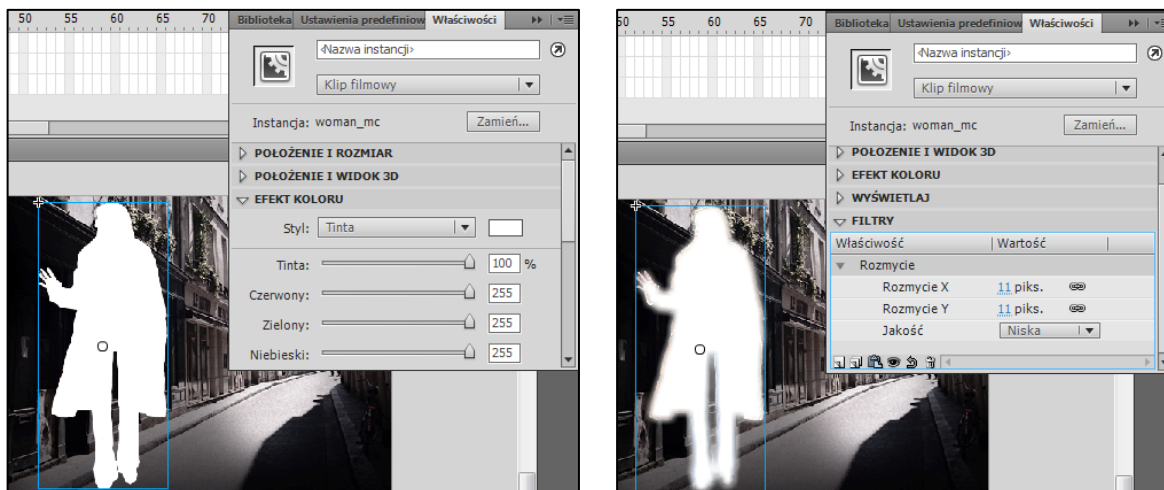 50 55 60 65 70
Biblioteka Ustawienia predefiniow Właściwości
‹Nazwa instancji›
Klip filmowy
Instancja: woman_mc Zamień...
POŁOŻENIE I ROZMIAR
POŁOŻENIE I WIDOK 3D
EFEKT KOLORU
Styl: Tinta
Tinta: 100 %
Czerwony: 255
Zielony: 255
Niebieski: 255
50 55 60 65 70
Biblioteka Ustawienia predefiniow Właściwości
‹Nazwa instancji›
Klip filmowy
Instancja: woman_mc Zamień...
POŁOZENIE I WIDOK 3D
EFEKT KOLORU
WYŚWIETLAJ
FILTRY
Właściwość Wartość
Rozmycie
Rozmycie X 11 piks.
Rozmycie Y 11 piks.
Jakość Niska